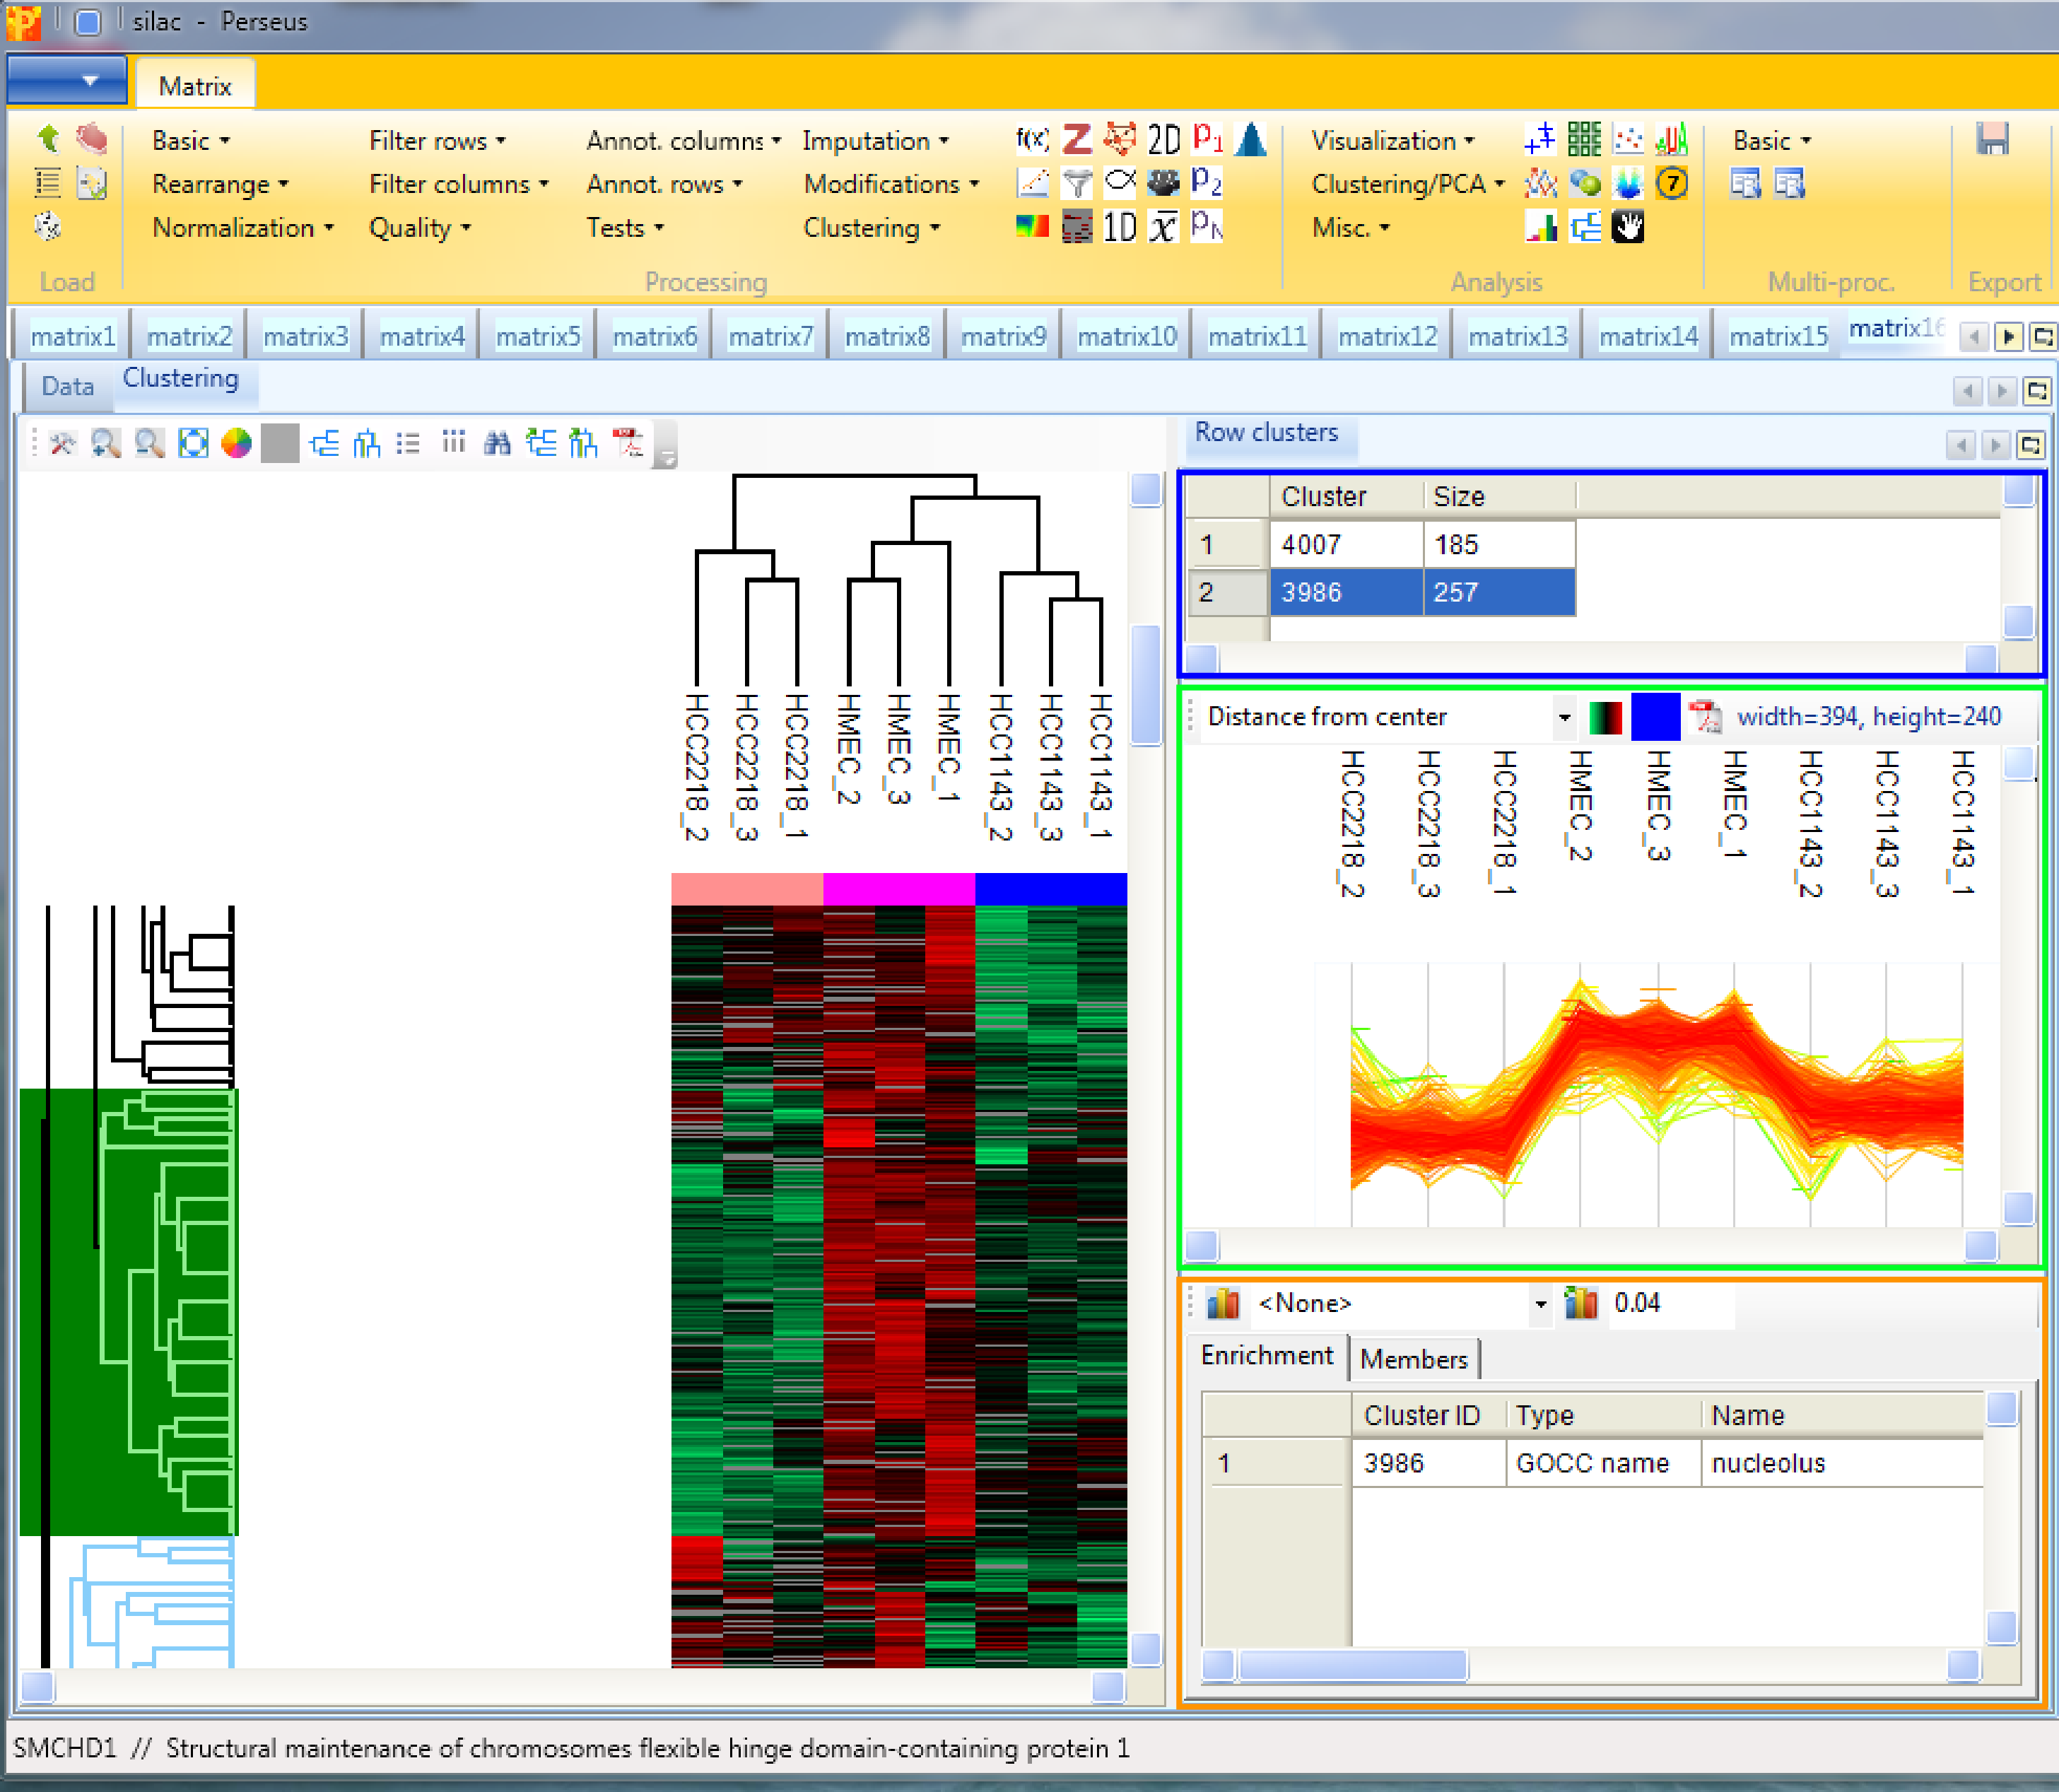 silac - Perseus
Matrix
Basic Filter rows Annot. columns Imputation f(x) Z 2D p1 Visualization Basic
Rearrange Filter columns Annot. rows Modifications p2 Clustering/PCA 7
Normalization Quality Tests Clustering 1D x̄ pN Misc.
Load Processing Analysis Multi-proc. Export
matrix1 matrix2 matrix3 matrix4 matrix5 matrix6 matrix7 matrix8 matrix9 matrix10 matrix11 matrix12 matrix13 matrix14 matrix15 matrix16
Data Clustering
Row clusters
Cluster Size
1 4007 185
2 3986 257
HCC2218_2 HCC2218_3 HCC2218_1 HMEC_2 HMEC_3 HMEC_1 HCC1143_2 HCC1143_3 HCC1143_1
Distance from center width=394, height=240
HCC2218_2 HCC2218_3 HCC2218_1 HMEC_2 HMEC_3 HMEC_1 HCC1143_2 HCC1143_3 HCC1143_1
<None> 0.04
Enrichment Members
Cluster ID Type Name
1 3986 GOCC name nucleolus
SMCHD1 // Structural maintenance of chromosomes flexible hinge domain-containing protein 1